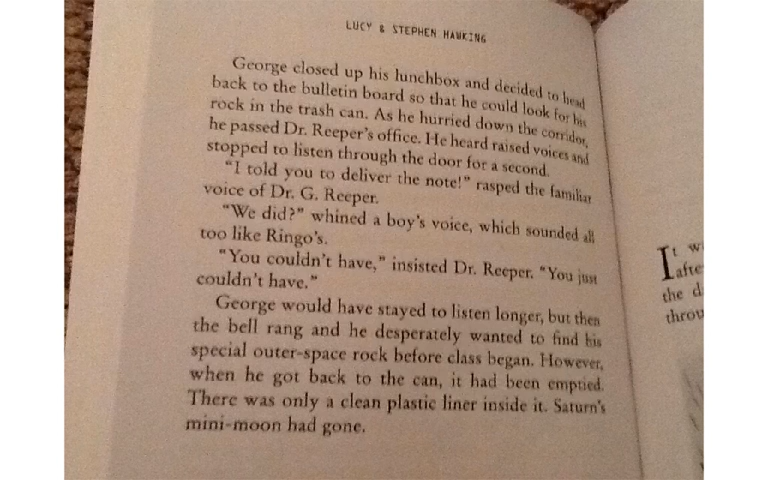 LUCY & STEPHEN HAWKING
George closed up his lunchbox and decided to head
back to the bulletin board so that he could look for his
rock in the trash can. As he hurried down the corridor,
he passed Dr. Reeper's office. He heard raised voices and
stopped to listen through the door for a second.
"I told you to deliver the note!" rasped the familiar
voice of Dr. G. Reeper.
"We did?" whined a boy's voice, which sounded all
too like Ringo's.
"You couldn't have," insisted Dr. Reeper. "You just
couldn't have."
George would have stayed to listen longer, but then
the bell rang and he desperately wanted to find his
special outer-space rock before class began. However,
when he got back to the can, it had been emptied.
There was only a clean plastic liner inside it. Saturn's
mini-moon had gone.
It
the